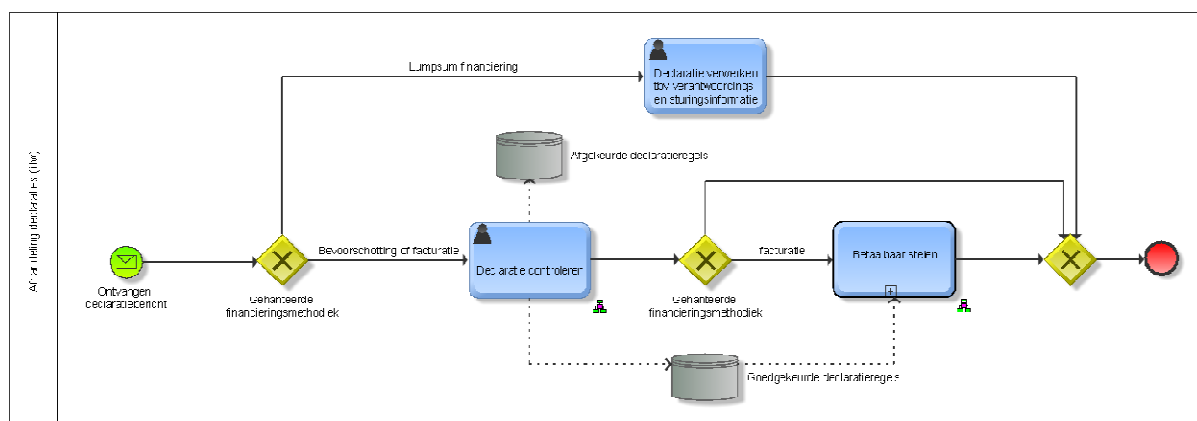 Afhandeling declaraties
Lumpsum financiering
Declaratie verwerken
tbv verantwoordings
en sturingsinformatie
Afgekeurde declaratieregels
Bevoorschotting of facturatie
Declaratie controleren
facturatie
Betaalbaar stellen
Ontvangen
declaratiebericht
Gehanteerde
financieringsmethodiek
Gehanteerde
financieringsmethodiek
Goedgekeurde declaratieregels